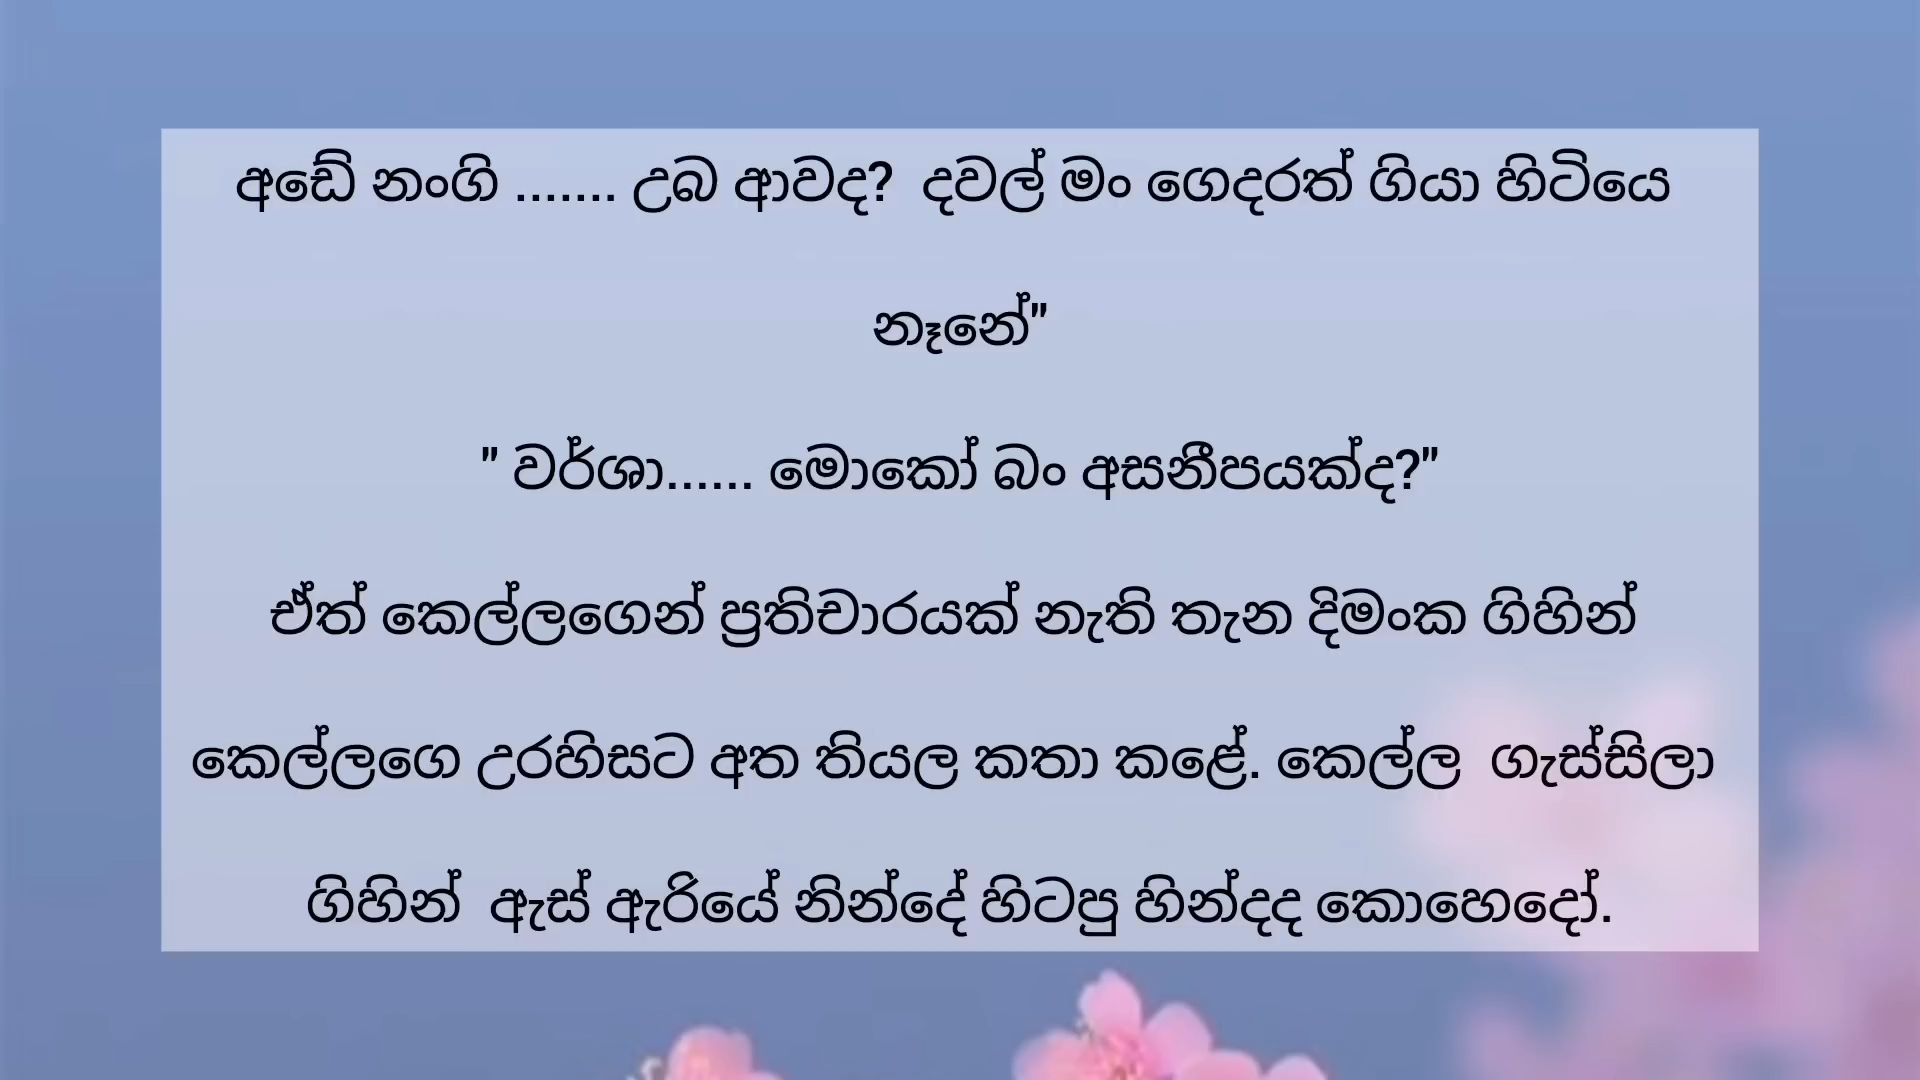 අඩේ නංගි ....... උබ ආවද?  දවල් මං ගෙදරත් ගියා හිටියෙ
නෑනේ"
" වර්ශා...... මොකෝ බං අසනීපයක්ද?"
ඒත් කෙල්ලගෙන් ප්‍රතිචාරයක් නැති තැන දිමංක ගිහින්
කෙල්ලගෙ උරහිසට අත තියල කතා කළේ. කෙල්ල  ගැස්සිලා
ගිහින්  ඇස් ඇරියේ නින්දේ හිටපු හින්දද කොහෙදෝ.